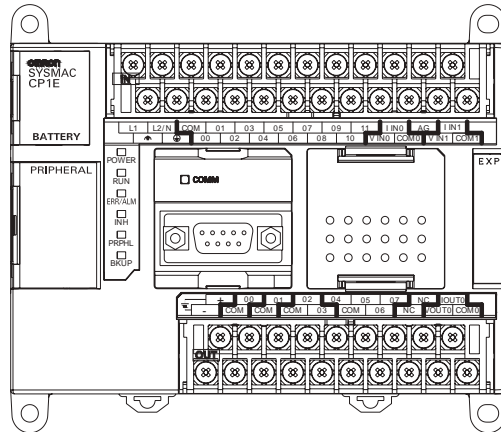 OMRON
SYSMAC
CP1E
IN
BATTERY
L1 L2/N COM 01 03 05 07 09 11 I IN0 AG I IN1
00 02 04 06 08 10 V IN0 COM0 V IN1 COM1
PRIPHERAL
POWER
RUN
ERR/ALM
INH
PRPHL
BKUP
COMM
EXP
+ 00 01 02 04 05 07 NC IOUT0
- COM COM COM 03 COM 06 NC VOUT0 COM0
OUT